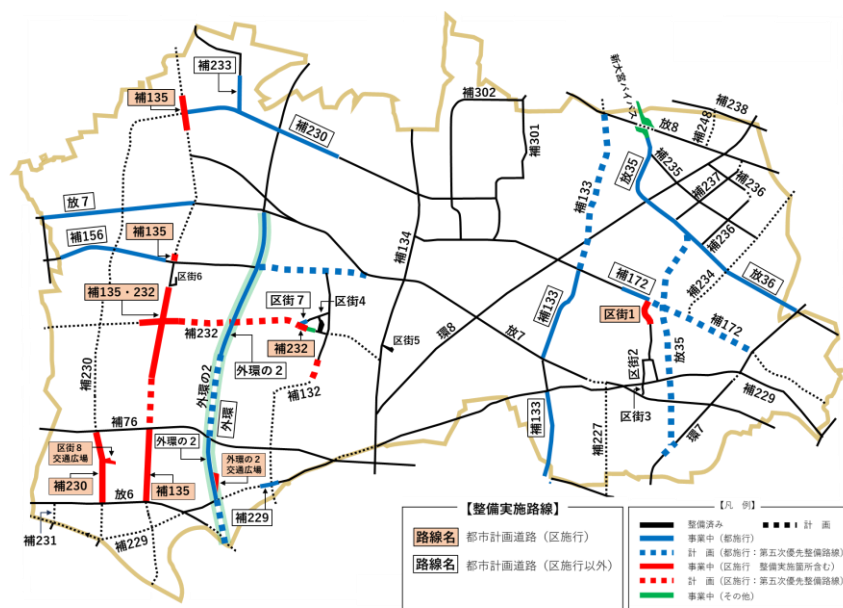 補233
補135
補230
補302
補301
新大宮バイパス
放8
補238
補248
補235
補237
補236
放35
補133
補236
補234
放36
放7
補156
補135
区街6
補134
補172
区街1
補172
補135・232
区街7
区街4
補232
補232
区街5
環8
放7
補133
放35
区街2
外環の2
外環の2
外環
補132
補230
補229
区街3
補76
環7
補227
補133
区街8
交通広場
外環の2
外環の2
交通広場
補230
放6
補135
補229
補231
補229
【整備実施路線】
路線名 都市計画道路(区施行)
路線名 都市計画道路(区施行以外)
【凡 例】
整備済み 計 画
事業中(都施行)
計 画(都施行:第五次優先整備路線)
事業中(区施行 整備実施箇所含む)
計 画(区施行:第五次優先整備路線)
事業中(その他)